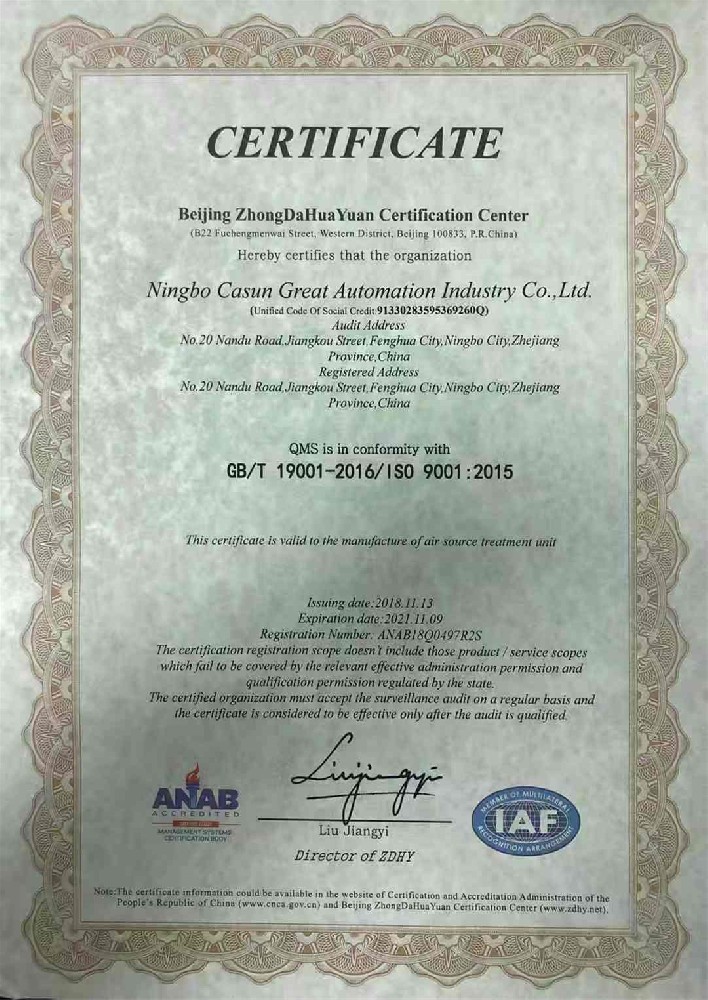 CERTIFICATE
Beijing ZhongDaHuaYuan Certification Center
(B22 Fuchengmenwai Street, Western District, Beijing 100833, P.R.China)
Hereby certifies that the organization
Ningbo Casun Great Automation Industry Co.,Ltd.
(Unified Code Of Social Credit:91330283595369260Q)
Audit Address
No.20 Nandu Road,Jiangkou Street,Fenghua City,Ningbo City,Zhejiang
Province,China
Registered Address
No.20 Nandu Road,Jiangkou Street,Fenghua City,Ningbo City,Zhejiang
Province,China
QMS is in conformity with
GB/T 19001-2016/ISO 9001:2015
This certificate is valid to the manufacture of air source treatment unit
Issuing date:2018.11.13
Expiration date:2021.11.09
Registration Number: ANAB18Q0497R2S
The certification registration scope doesn't include those product / service scopes
which fail to be covered by the relevant effective administration permission and
qualification permission regulated by the state.
The certified organization must accept the surveillance audit on a regular basis and
the certificate is considered to be effective only after the audit is qualified.
Liujingyi
ANAB
ACCREDITED
MANAGEMENT SYSTEMS
CERTIFICATION BODY
MEMBER OF MULTILATERAL
IAF
RECOGNITION ARRANGEMENT
Liu Jiangyi
Director of ZDHY
Note:The certificate information could be available in the website of Certification and Accreditation Administration of the
People's Republic of China (www.cnca.gov.cn) and Beijing ZhongDaHuaYuan Certification Center (www.zdhy.net).